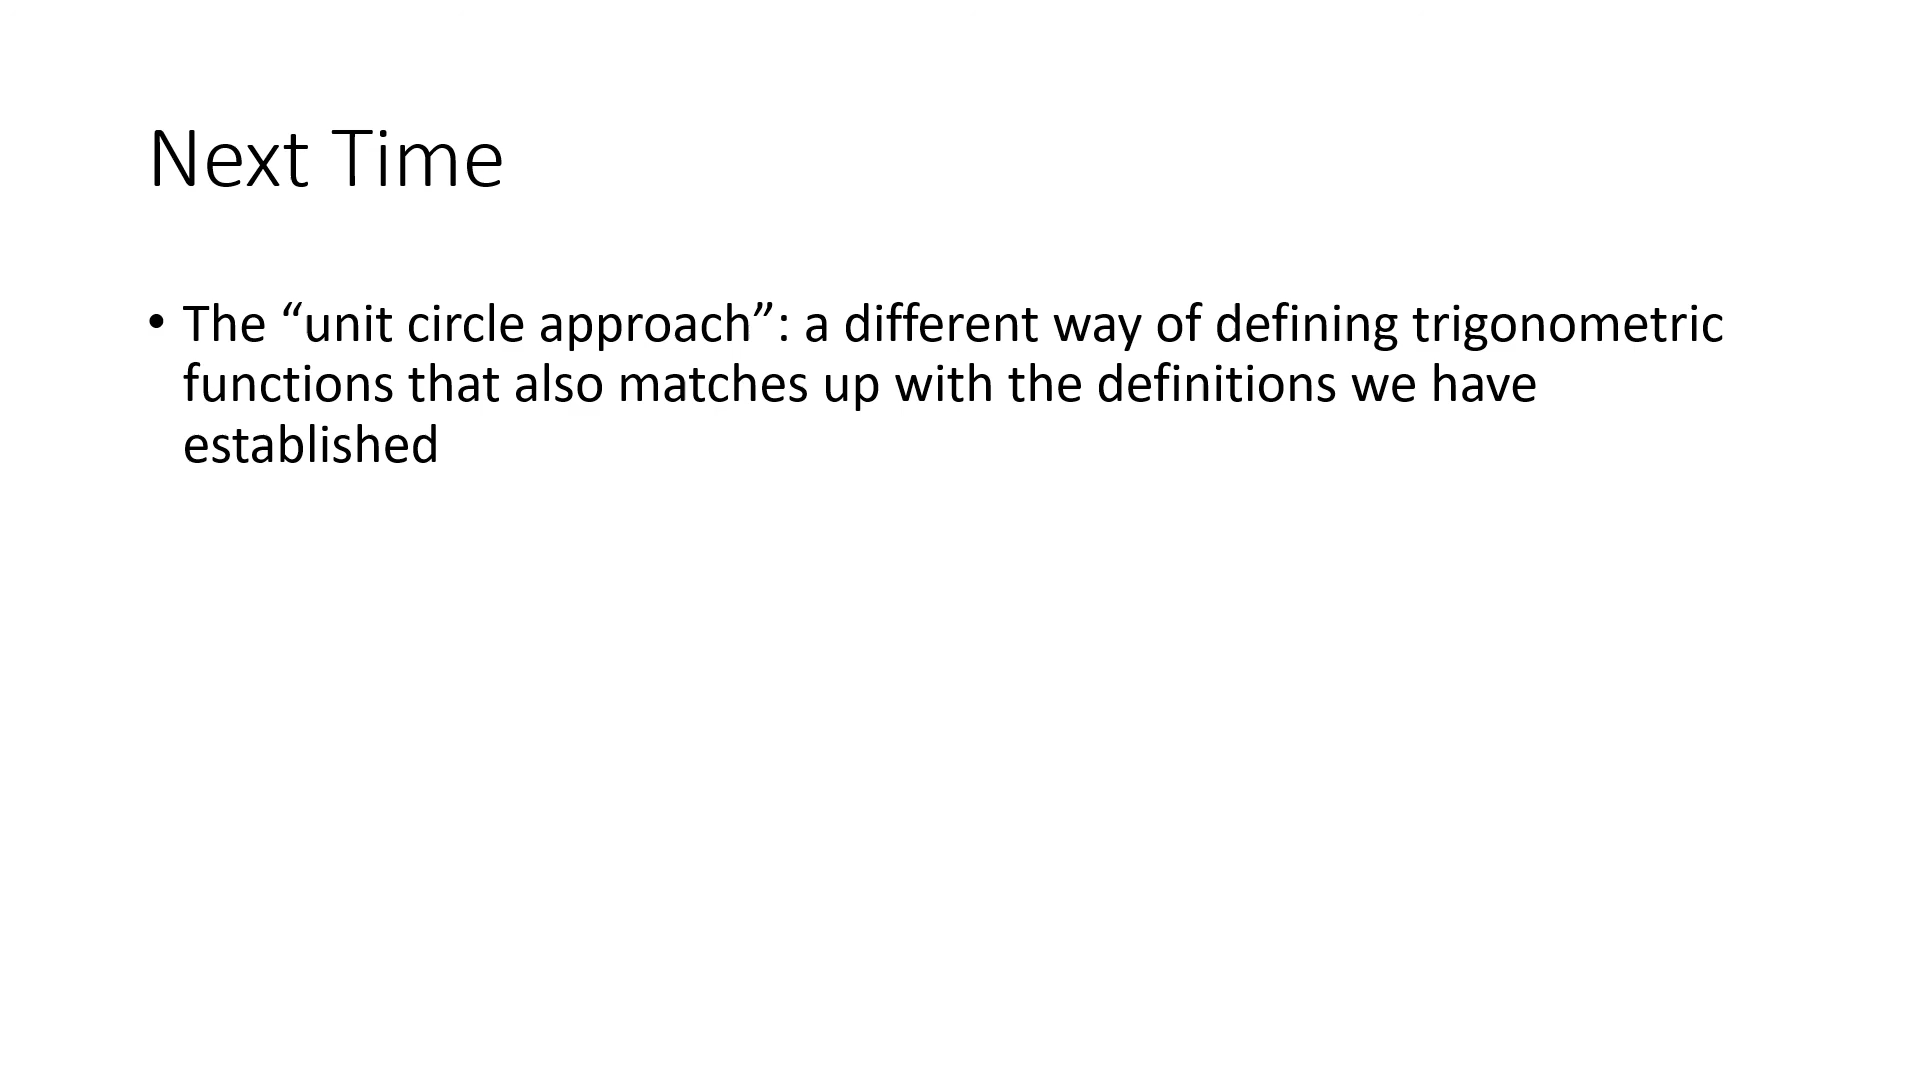 Next Time
• The “unit circle approach”: a different way of defining trigonometric
functions that also matches up with the definitions we have
established